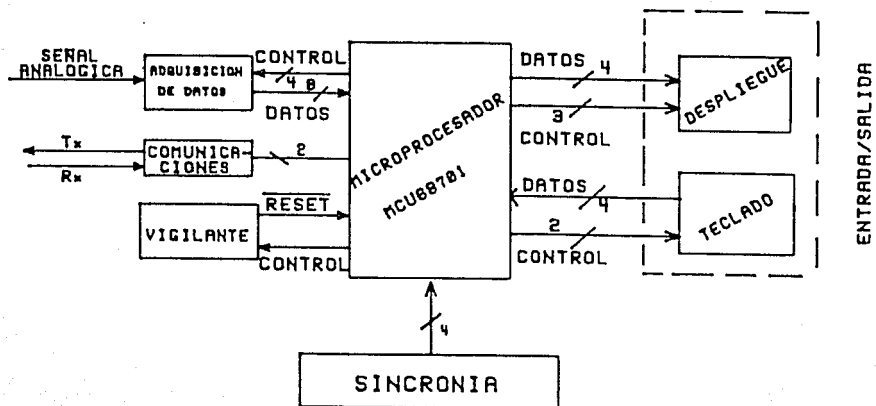 SEÑAL
ANALOGICA
ADQUISICION
DE DATOS
CONTROL
4
8
DATOS
Tx
Rx
COMUNICA-
CIONES
2
VIGILANTE
RESET
CONTROL
MICROPROCESADOR
MCU68701
DATOS
4
3
CONTROL
DESPLIEGUE
DATOS
4
2
CONTROL
TECLADO
ENTRADA/SALIDA
4
SINCRONIA